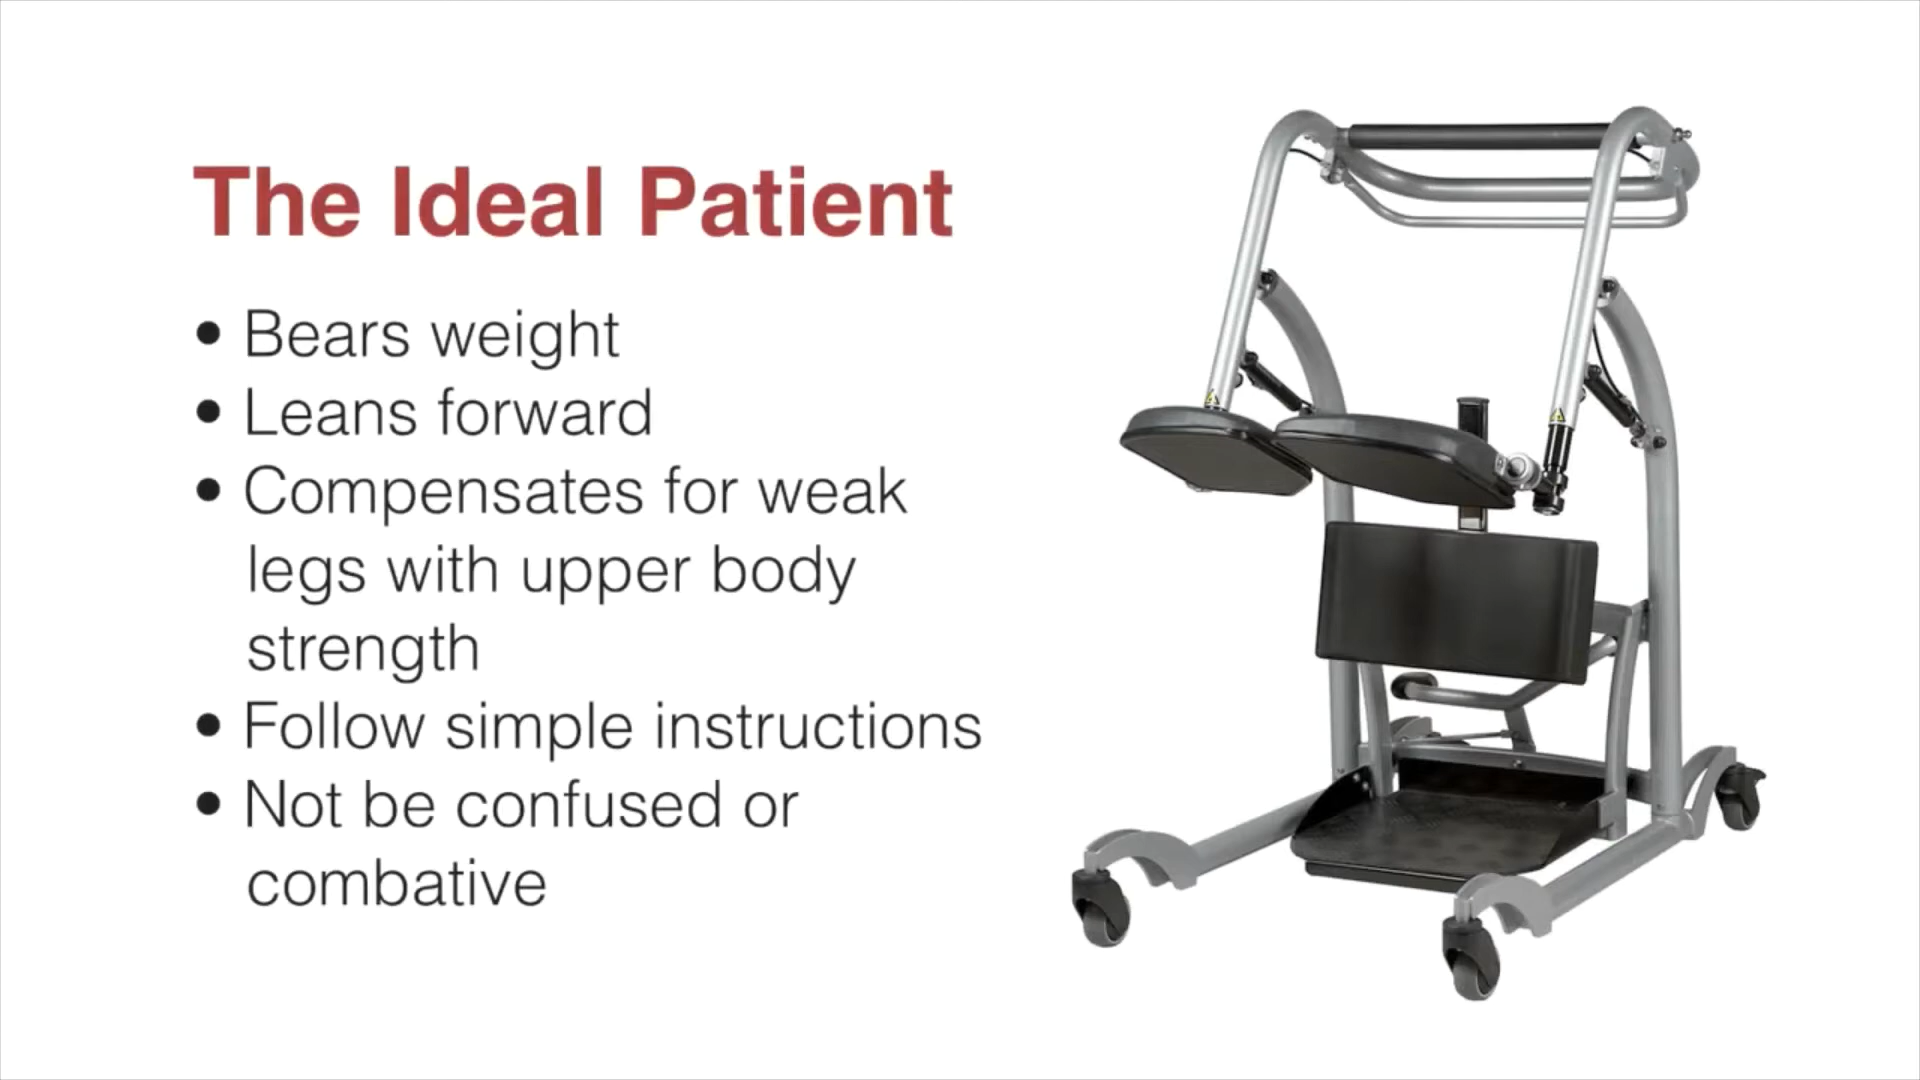 The Ideal Patient
• Bears weight
• Leans forward
• Compensates for weak
legs with upper body
strength
• Follow simple instructions
• Not be confused or
combative